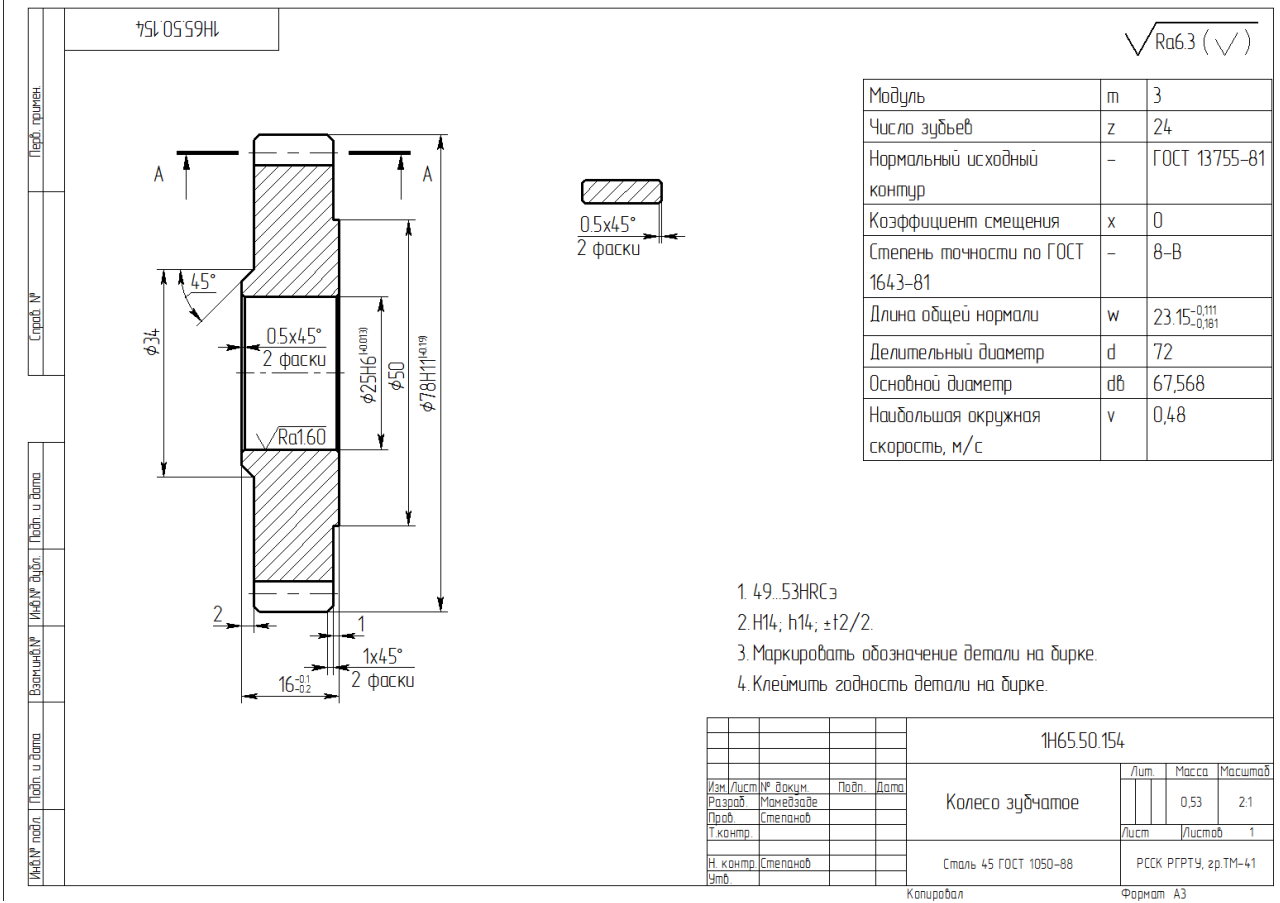 1Н65.50.154
Ra6.3 (√)
Перв. примен.
Справ. №
Подп. и дата
Инв.№ дубл.
Взам.инв.№
Подп. и дата
Инв.№ подл.
А
А
45°
⌀34
0.5x45°
2 фаски
⌀25H6(+0.013)
⌀50
⌀78H11(-0.19)
Ra1.60
2
1
1x45°
2 фаски
16-0.1 -0.2
0.5x45°
2 фаски
Модуль m 3
Число зубьев z 24
Нормальный исходный – ГОСТ 13755-81
контур
Коэффициент смещения x 0
Степень точности по ГОСТ – 8-В
1643-81
Длина общей нормали w 23.15-0,111 -0,181
Делительный диаметр d 72
Основной диаметр dв 67,568
Наибольшая окружная v 0,48
скорость, м/с
1. 49...53HRCэ
2. H14; h14; ±t2/2.
3. Маркировать обозначение детали на бирке.
4. Клеймить годность детали на бирке.
1Н65.50.154
Изм. Лист № докум. Подп. Дата
Разраб. Мамедзаде
Пров. Степанов
Т.контр.
Н. контр. Степанов
Утв.
Колесо зубчатое
Лит. Масса Масштаб
0,53 2:1
Лист Листов 1
Сталь 45 ГОСТ 1050-88
РССК РГРТУ, гр.ТМ-41
Копировал Формат А3